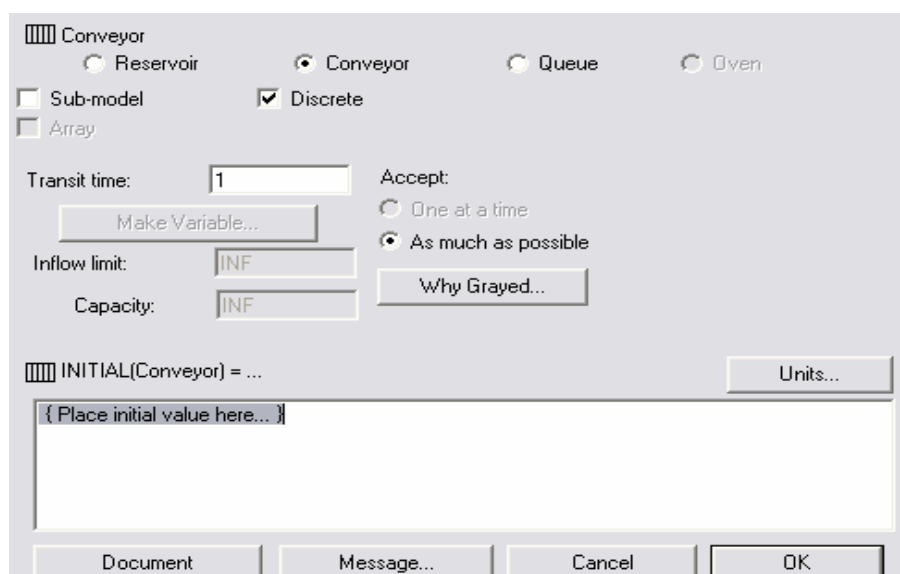 Conveyor
Reservoir Conveyor Queue Oven
Sub-model Discrete
Array
Transit time: 1 Accept:
Make Variable... One at a time
As much as possible
Inflow limit: INF
Why Grayed...
Capacity: INF
INITIAL(Conveyor) = ...
Units...
{ Place initial value here... }
Document Message... Cancel OK